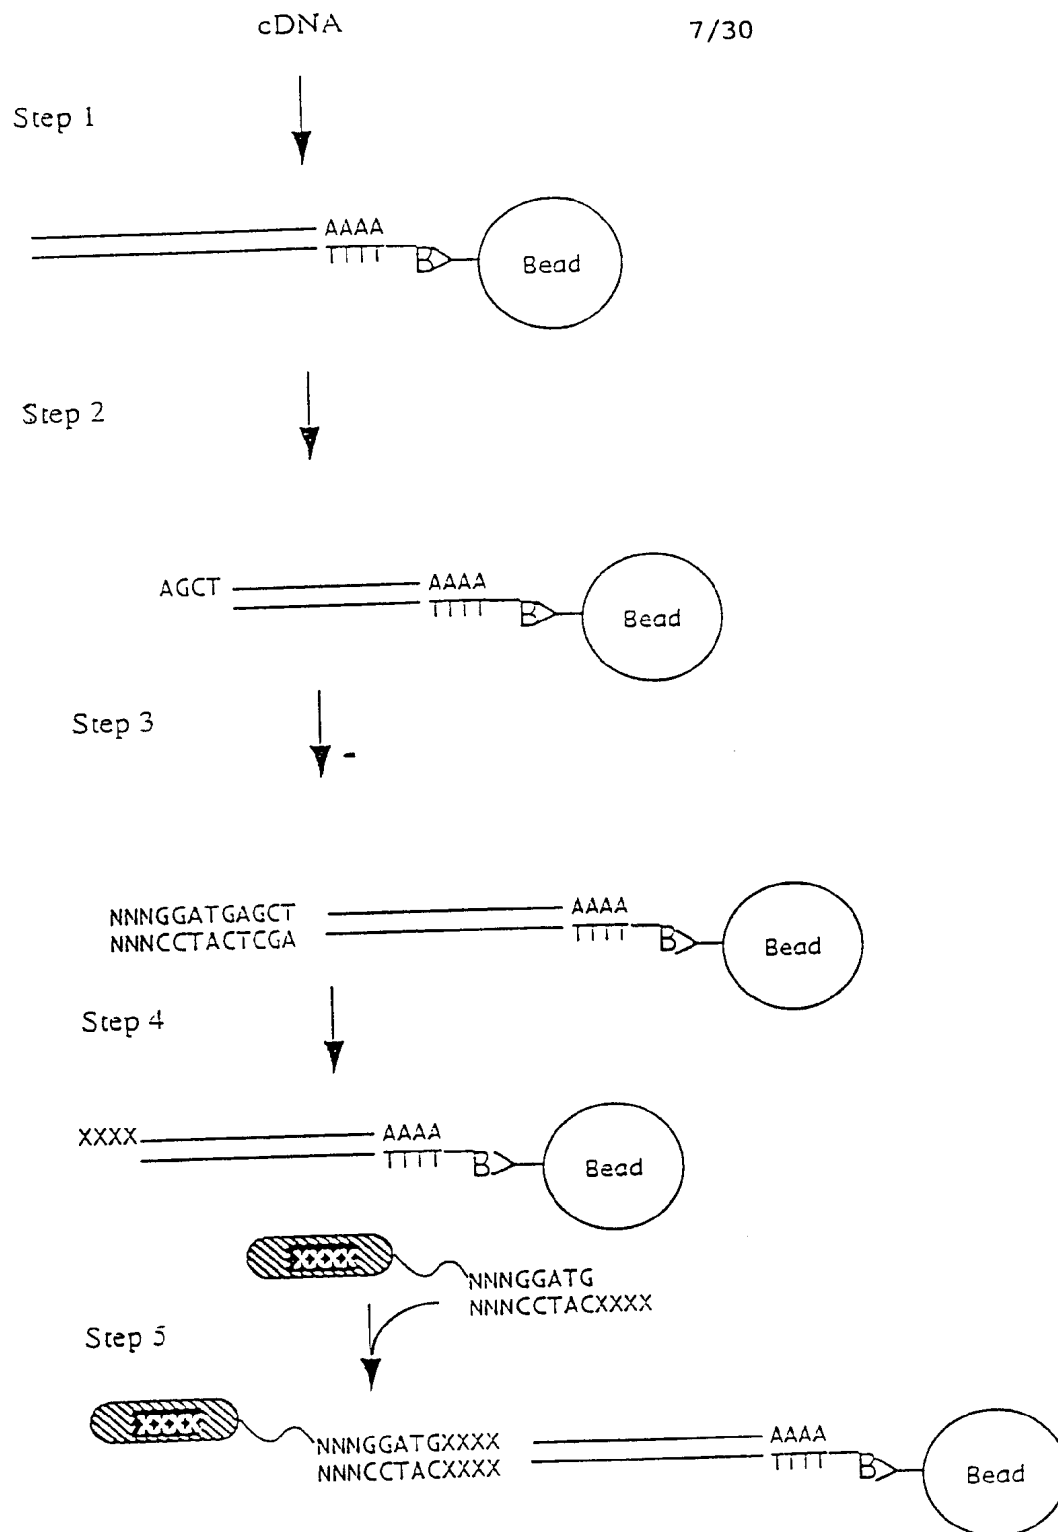 cDNA
7/30
Step 1
AAAA
TTTT
B
Bead
Step 2
AGCT
AAAA
TTTT
B
Bead
Step 3
NNNGGATGAGCT
NNNCCTACTCGA
AAAA
TTTT
B
Bead
Step 4
XXXX
AAAA
TTTT
B
Bead
XXXX
NNNGGATG
NNNCCTACXXXX
Step 5
XXXX
NNNGGATGXXXX
NNNCCTACXXXX
AAAA
TTTT
B
Bead